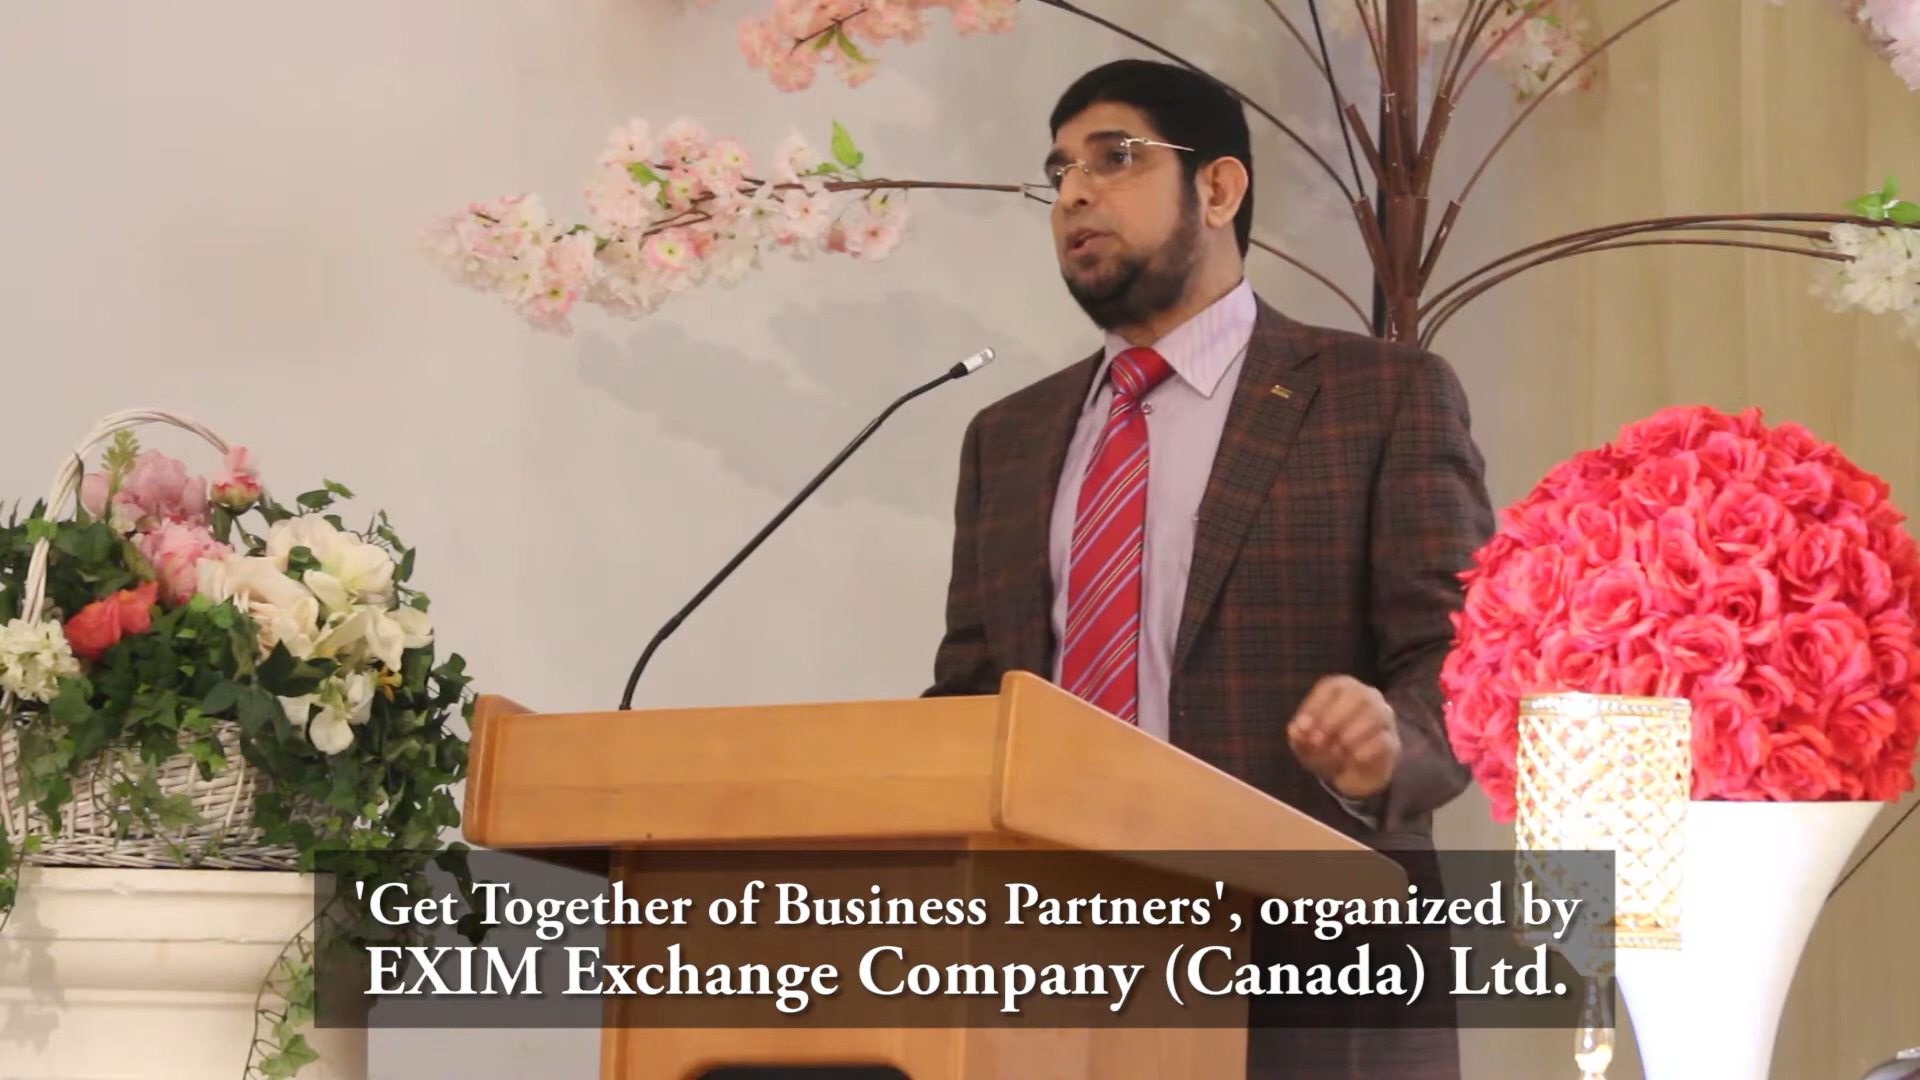 'Get Together of Business Partners', organized by
EXIM Exchange Company (Canada) Ltd.